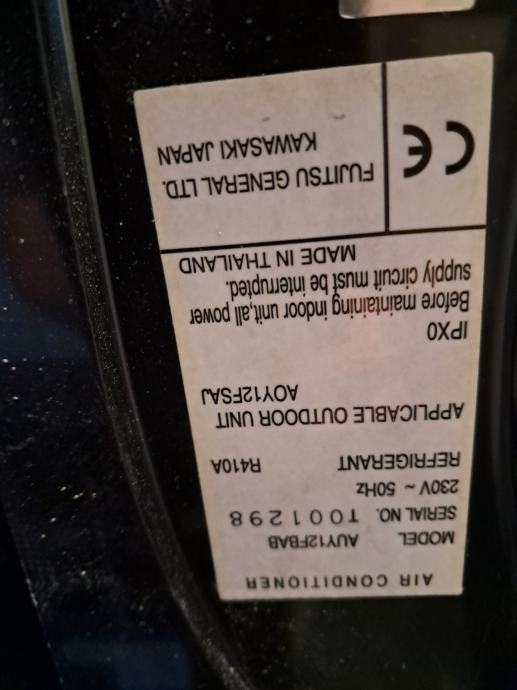 AIR CONDITIONER
MODEL AUY12FBAB
SERIAL NO. T001298
230V ~ 50Hz
REFRIGERANT R410A
APPLICABLE OUTDOOR UNIT
AOY12FSAJ
IPX0
Before maintaining indoor unit,all power
supply circuit must be interrupted.
MADE IN THAILAND
FUJITSU GENERAL LTD.
KAWASAKI JAPAN
CE